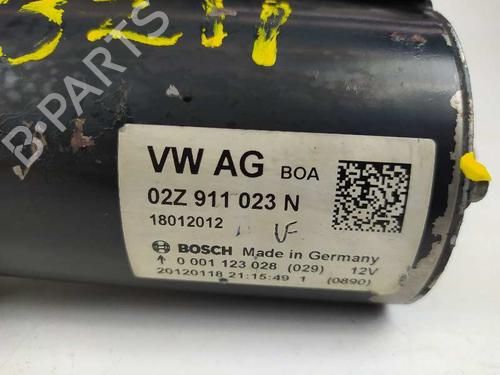 B-PARTS
VW AG BOA
02Z 911 023 N
18012012
BOSCH Made in Germany
↑ 0 001 123 028 (029) 12V
20120118 21:15:49 1 (0890)